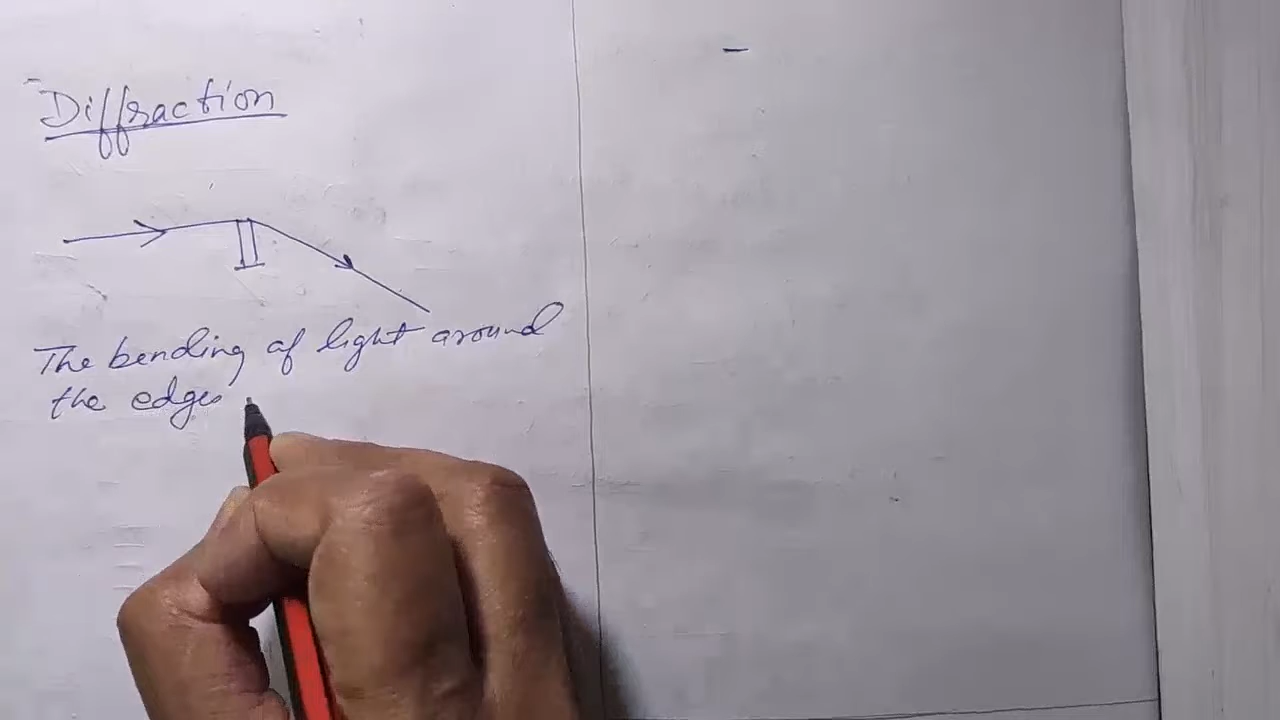 Diffraction
The bending of light around
the edges